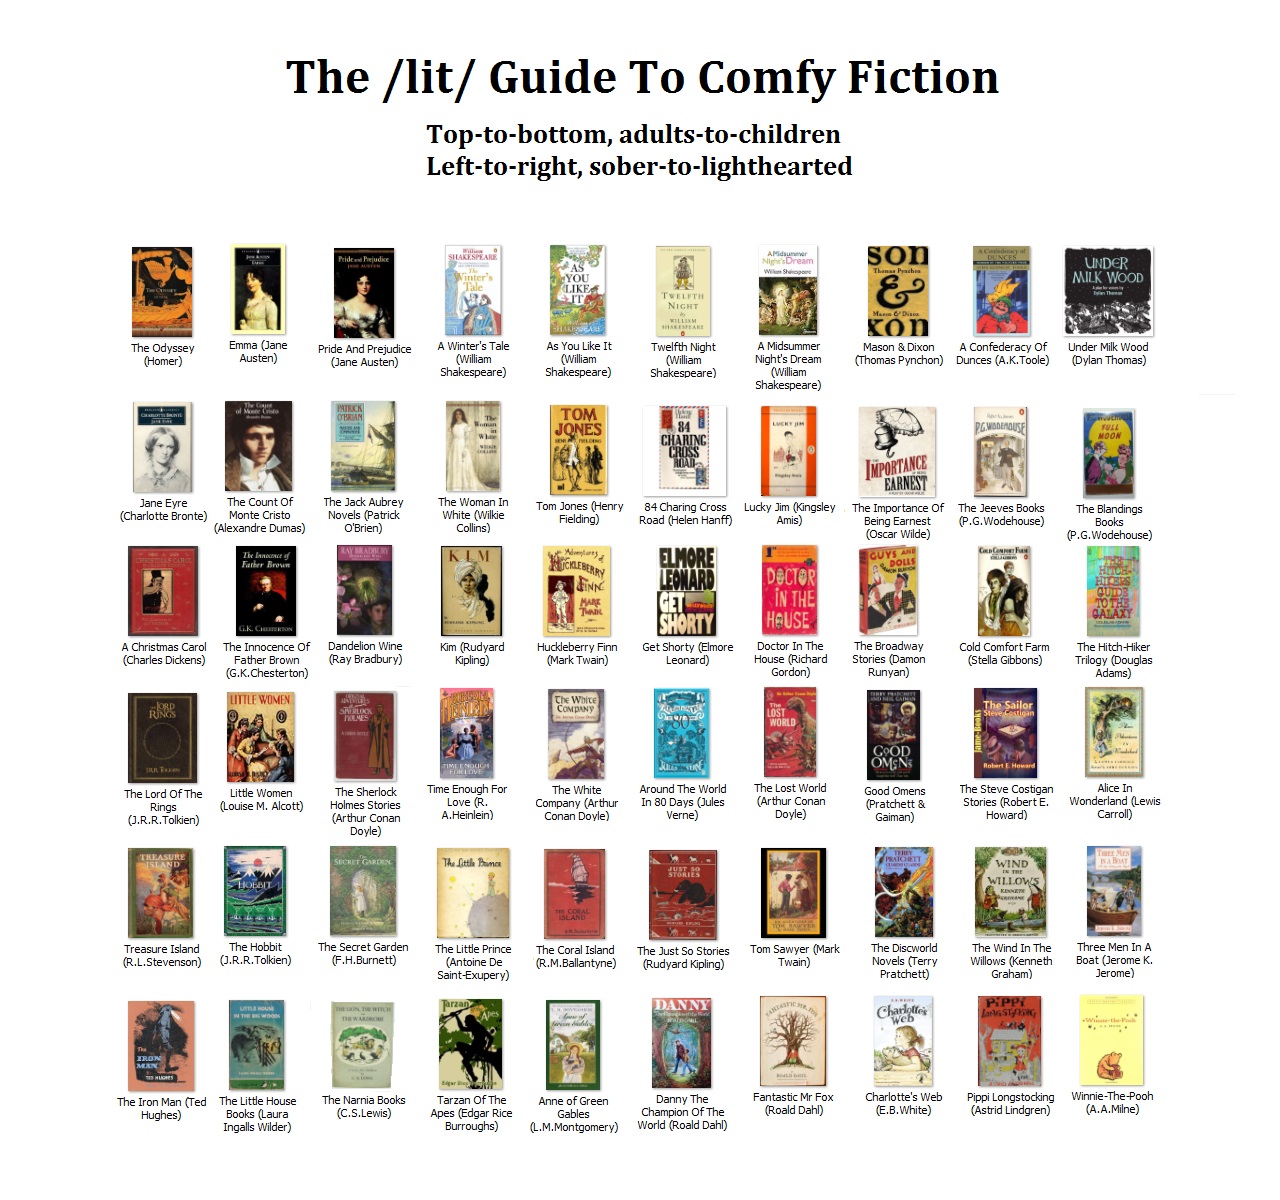 The /lit/ Guide To Comfy Fiction
Top-to-bottom, adults-to-children
Left-to-right, sober-to-lighthearted
The Odyssey
(Homer)
Emma (Jane
Austen)
Pride And Prejudice
(Jane Austen)
A Winter's Tale
(William
Shakespeare)
As You Like It
(William
Shakespeare)
Twelfth Night
(William
Shakespeare)
A Midsummer
Night's Dream
(William
Shakespeare)
Mason & Dixon
(Thomas Pynchon)
A Confederacy Of
Dunces (A.K.Toole)
Under Milk Wood
(Dylan Thomas)
Jane Eyre
(Charlotte Bronte)
The Count Of
Monte Cristo
(Alexandre Dumas)
The Jack Aubrey
Novels (Patrick
O'Brien)
The Woman In
White (Wilkie
Collins)
Tom Jones (Henry
Fielding)
84 Charing Cross
Road (Helen Hanff)
Lucky Jim (Kingsley
Amis)
The Importance Of
Being Earnest
(Oscar Wilde)
The Jeeves Books
(P.G.Wodehouse)
The Blandings
Books
(P.G.Wodehouse)
A Christmas Carol
(Charles Dickens)
The Innocence Of
Father Brown
(G.K.Chesterton)
Dandelion Wine
(Ray Bradbury)
Kim (Rudyard
Kipling)
Huckleberry Finn
(Mark Twain)
Get Shorty (Elmore
Leonard)
Doctor In The
House (Richard
Gordon)
The Broadway
Stories (Damon
Runyan)
Cold Comfort Farm
(Stella Gibbons)
The Hitch-Hiker
Trilogy (Douglas
Adams)
The Lord Of The
Rings
(J.R.R.Tolkien)
Little Women
(Louise M. Alcott)
The Sherlock
Holmes Stories
(Arthur Conan
Doyle)
Time Enough For
Love (R.
A.Heinlein)
The White
Company (Arthur
Conan Doyle)
Around The World
In 80 Days (Jules
Verne)
The Lost World
(Arthur Conan
Doyle)
Good Omens
(Pratchett &
Gaiman)
The Steve Costigan
Stories (Robert E.
Howard)
Alice In
Wonderland (Lewis
Carroll)
Treasure Island
(R.L.Stevenson)
The Hobbit
(J.R.R.Tolkien)
The Secret Garden
(F.H.Burnett)
The Little Prince
(Antoine De
Saint-Exupery)
The Coral Island
(R.M.Ballantyne)
The Just So Stories
(Rudyard Kipling)
Tom Sawyer (Mark
Twain)
The Discworld
Novels (Terry
Pratchett)
The Wind In The
Willows (Kenneth
Graham)
Three Men In A
Boat (Jerome K.
Jerome)
The Iron Man (Ted
Hughes)
The Little House
Books (Laura
Ingalls Wilder)
The Narnia Books
(C.S.Lewis)
Tarzan Of The
Apes (Edgar Rice
Burroughs)
Anne of Green
Gables
(L.M.Montgomery)
Danny The
Champion Of The
World (Roald Dahl)
Fantastic Mr Fox
(Roald Dahl)
Charlotte's Web
(E.B.White)
Pippi Longstocking
(Astrid Lindgren)
Winnie-The-Pooh
(A.A.Milne)